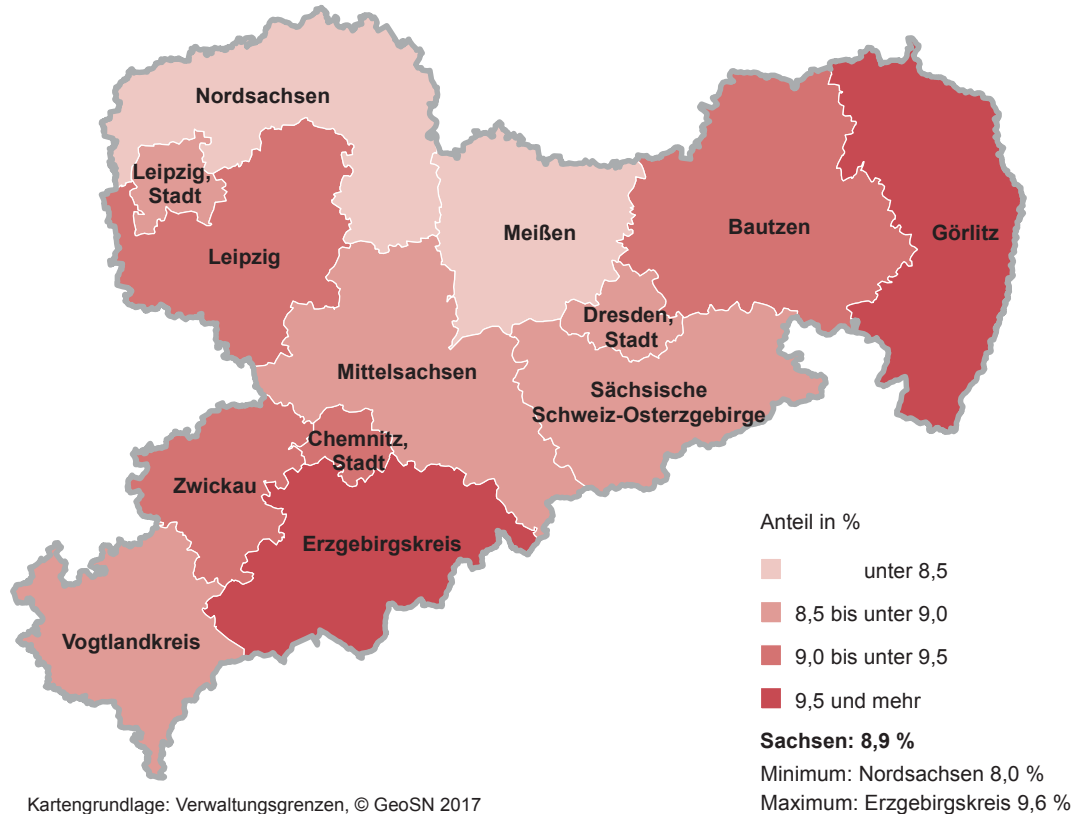 Nordsachsen
Leipzig,
Stadt
Leipzig
Meißen
Bautzen
Görlitz
Dresden,
Stadt
Mittelsachsen
Sächsische
Schweiz-Osterzgebirge
Chemnitz,
Stadt
Zwickau
Erzgebirgskreis
Vogtlandkreis
Anteil in %
unter 8,5
8,5 bis unter 9,0
9,0 bis unter 9,5
9,5 und mehr
Sachsen: 8,9 %
Minimum: Nordsachsen 8,0 %
Maximum: Erzgebirgskreis 9,6 %
Kartengrundlage: Verwaltungsgrenzen, © GeoSN 2017